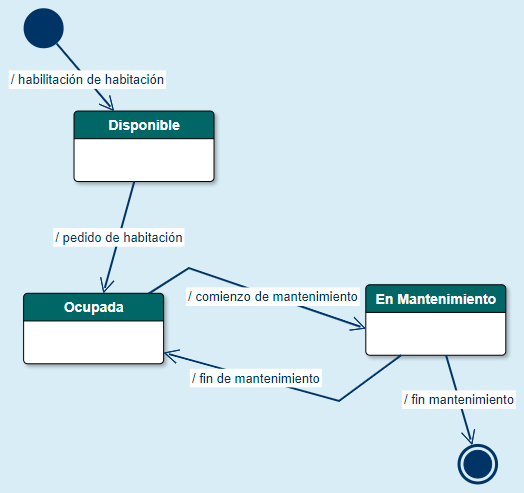 / habilitación de habitación
Disponible
/ pedido de habitación
Ocupada
/ comienzo de mantenimiento
En Mantenimiento
/ fin de mantenimiento
/ fin mantenimiento